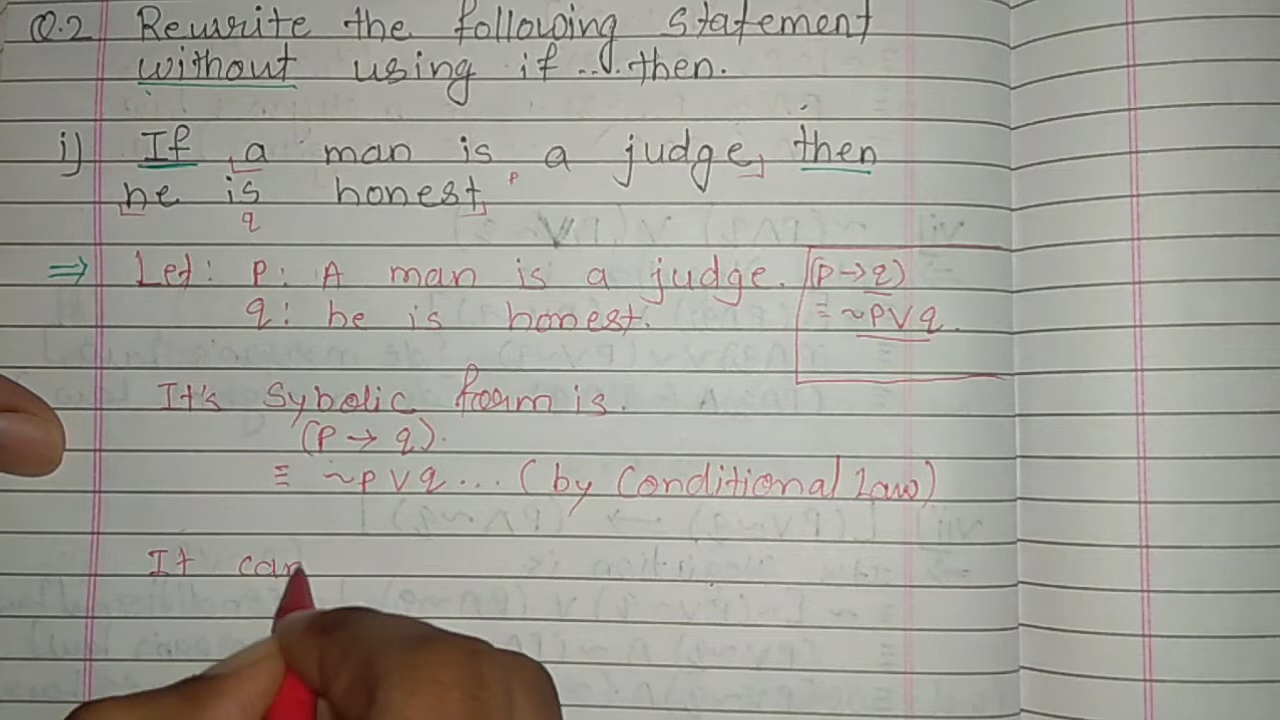 Q.2 Rewrite the following statement
without using if...then.
i) If a man is a judge, then
he is honest.
p
q
⇒ Let: P: A man is a judge.
q: he is honest.
(P → q)
≡ ~P∨q.
It's Sybolic form is.
(P → q).
≡ ~p∨q... (by Conditional Law)
It can